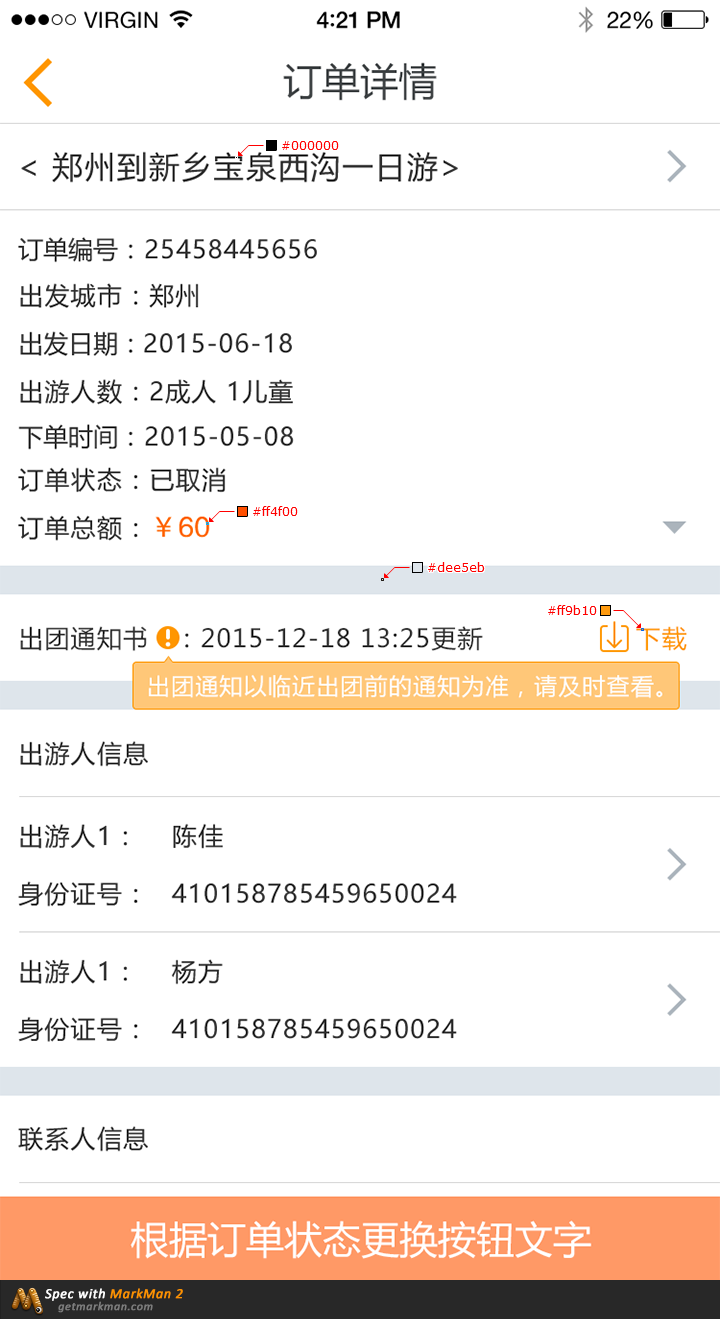 VIRGIN 4:21 PM 22%
订单详情
#000000
< 郑州到新乡宝泉西沟一日游>
订单编号：25458445656
出发城市：郑州
出发日期：2015-06-18
出游人数：2成人 1儿童
下单时间：2015-05-08
订单状态：已取消
订单总额：￥60 #ff4f00
#dee5eb
#ff9b10
出团通知书 ! : 2015-12-18 13:25更新 下载
出团通知以临近出团前的通知为准，请及时查看。
出游人信息
出游人1： 陈佳
身份证号： 410158785459650024
出游人1： 杨方
身份证号： 410158785459650024
联系人信息
根据订单状态更换按钮文字
Spec with MarkMan 2
getmarkman.com